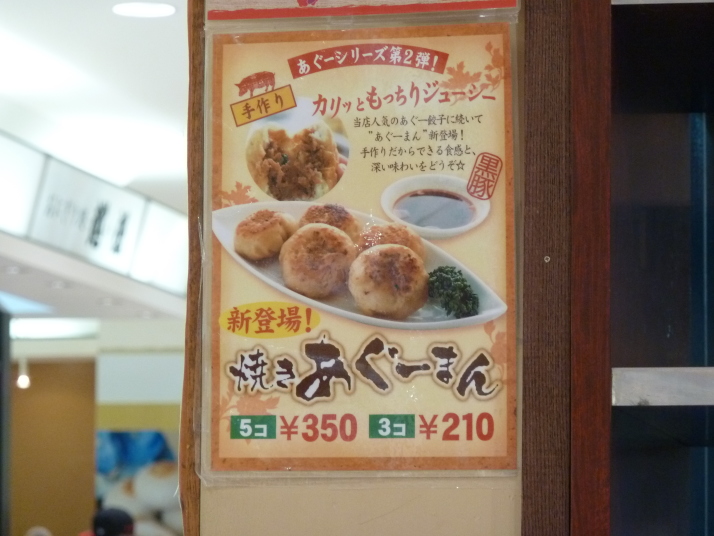 あぐーシリーズ第2弾!
手作り
カリッともっちりジューシー
当店人気のあぐー餃子に続いて
"あぐーまん"新登場!
手作りだからできる食感と、
深い味わいをどうぞ☆
黒豚
新登場!
焼きあぐーまん
5コ ¥350 3コ ¥210